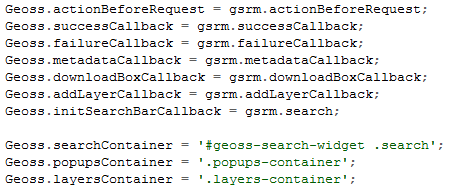 Geoss.actionBeforeRequest = gsrm.actionBeforeRequest;
Geoss.successCallback = gsrm.successCallback;
Geoss.failureCallback = gsrm.failureCallback;
Geoss.metadataCallback = gsrm.metadataCallback;
Geoss.downloadBoxCallback = gsrm.downloadBoxCallback;
Geoss.addLayerCallback = gsrm.addLayerCallback;
Geoss.initSearchBarCallback = gsrm.search;
Geoss.searchContainer = '#geoss-search-widget .search';
Geoss.popupsContainer = '.popups-container';
Geoss.layersContainer = '.layers-container';